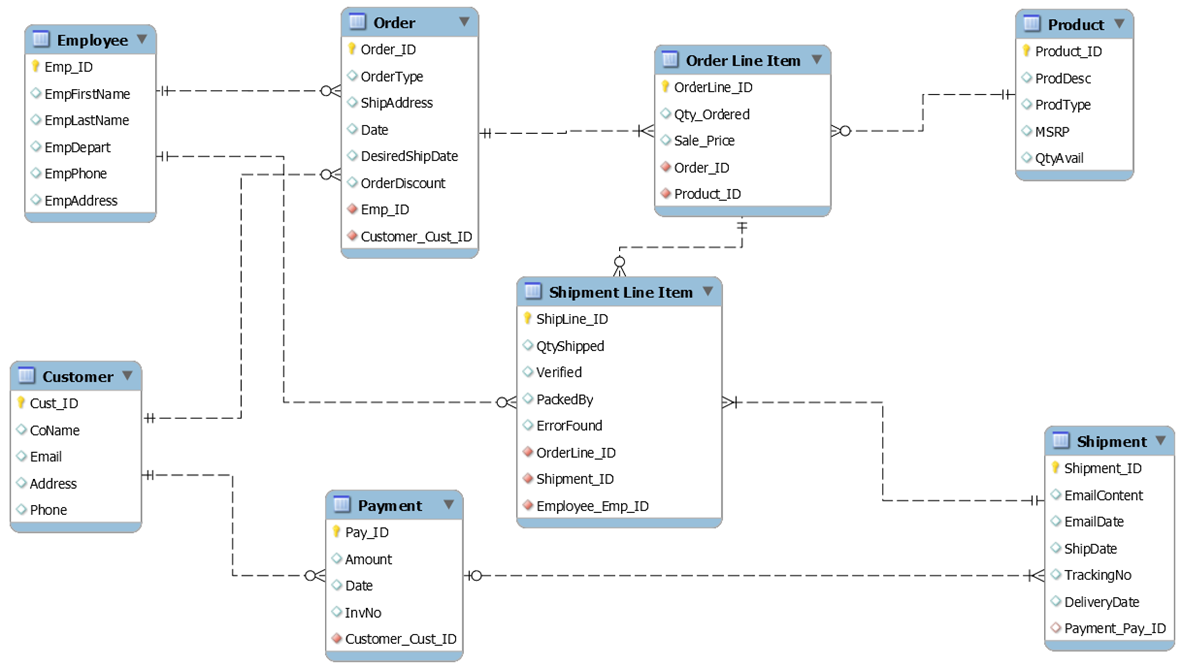 Employee
Emp_ID
EmpFirstName
EmpLastName
EmpDepart
EmpPhone
EmpAddress
Order
Order_ID
OrderType
ShipAddress
Date
DesiredShipDate
OrderDiscount
Emp_ID
Customer_Cust_ID
Order Line Item
OrderLine_ID
Qty_Ordered
Sale_Price
Order_ID
Product_ID
Product
Product_ID
ProdDesc
ProdType
MSRP
QtyAvail
Shipment Line Item
ShipLine_ID
QtyShipped
Verified
PackedBy
ErrorFound
OrderLine_ID
Shipment_ID
Employee_Emp_ID
Customer
Cust_ID
CoName
Email
Address
Phone
Payment
Pay_ID
Amount
Date
InvNo
Customer_Cust_ID
Shipment
Shipment_ID
EmailContent
EmailDate
ShipDate
TrackingNo
DeliveryDate
Payment_Pay_ID